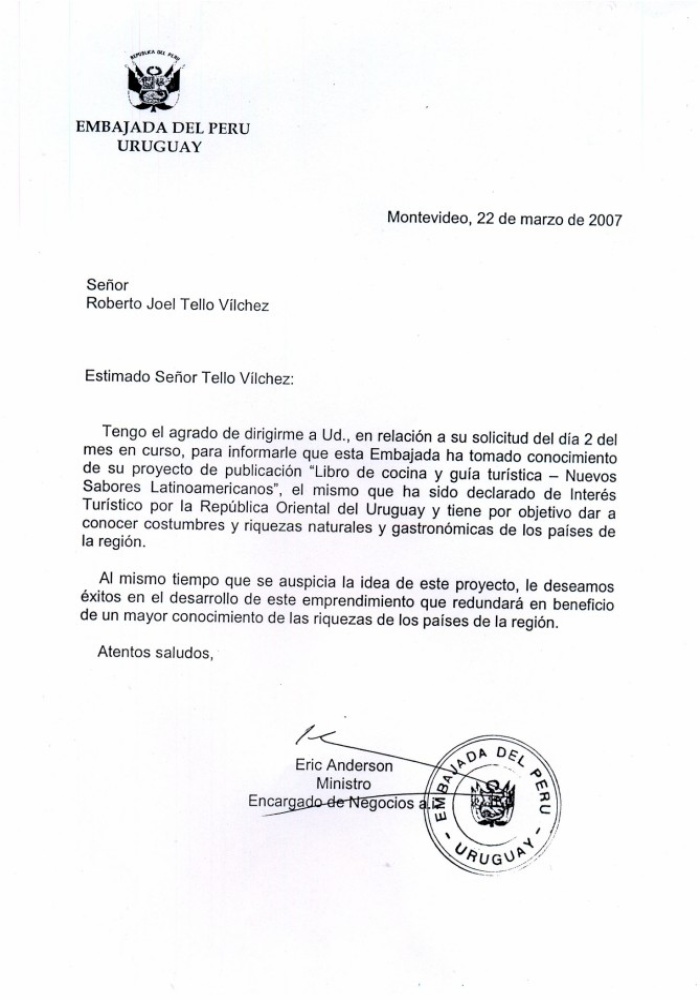 REPUBLICA DEL PERU
EMBAJADA DEL PERU
URUGUAY
Montevideo, 22 de marzo de 2007
Señor
Roberto Joel Tello Vílchez
Estimado Señor Tello Vílchez:
Tengo el agrado de dirigirme a Ud., en relación a su solicitud del día 2 del
mes en curso, para informarle que esta Embajada ha tomado conocimiento
de su proyecto de publicación “Libro de cocina y guía turística – Nuevos
Sabores Latinoamericanos”, el mismo que ha sido declarado de Interés
Turístico por la República Oriental del Uruguay y tiene por objetivo dar a
conocer costumbres y riquezas naturales y gastronómicas de los países de
la región.
Al mismo tiempo que se auspicia la idea de este proyecto, le deseamos
éxitos en el desarrollo de este emprendimiento que redundará en beneficio
de un mayor conocimiento de las riquezas de los países de la región.
Atentos saludos,
Eric Anderson
Ministro
Encargado de Negocios a.i.
EMBAJADA DEL PERU
- URUGUAY -